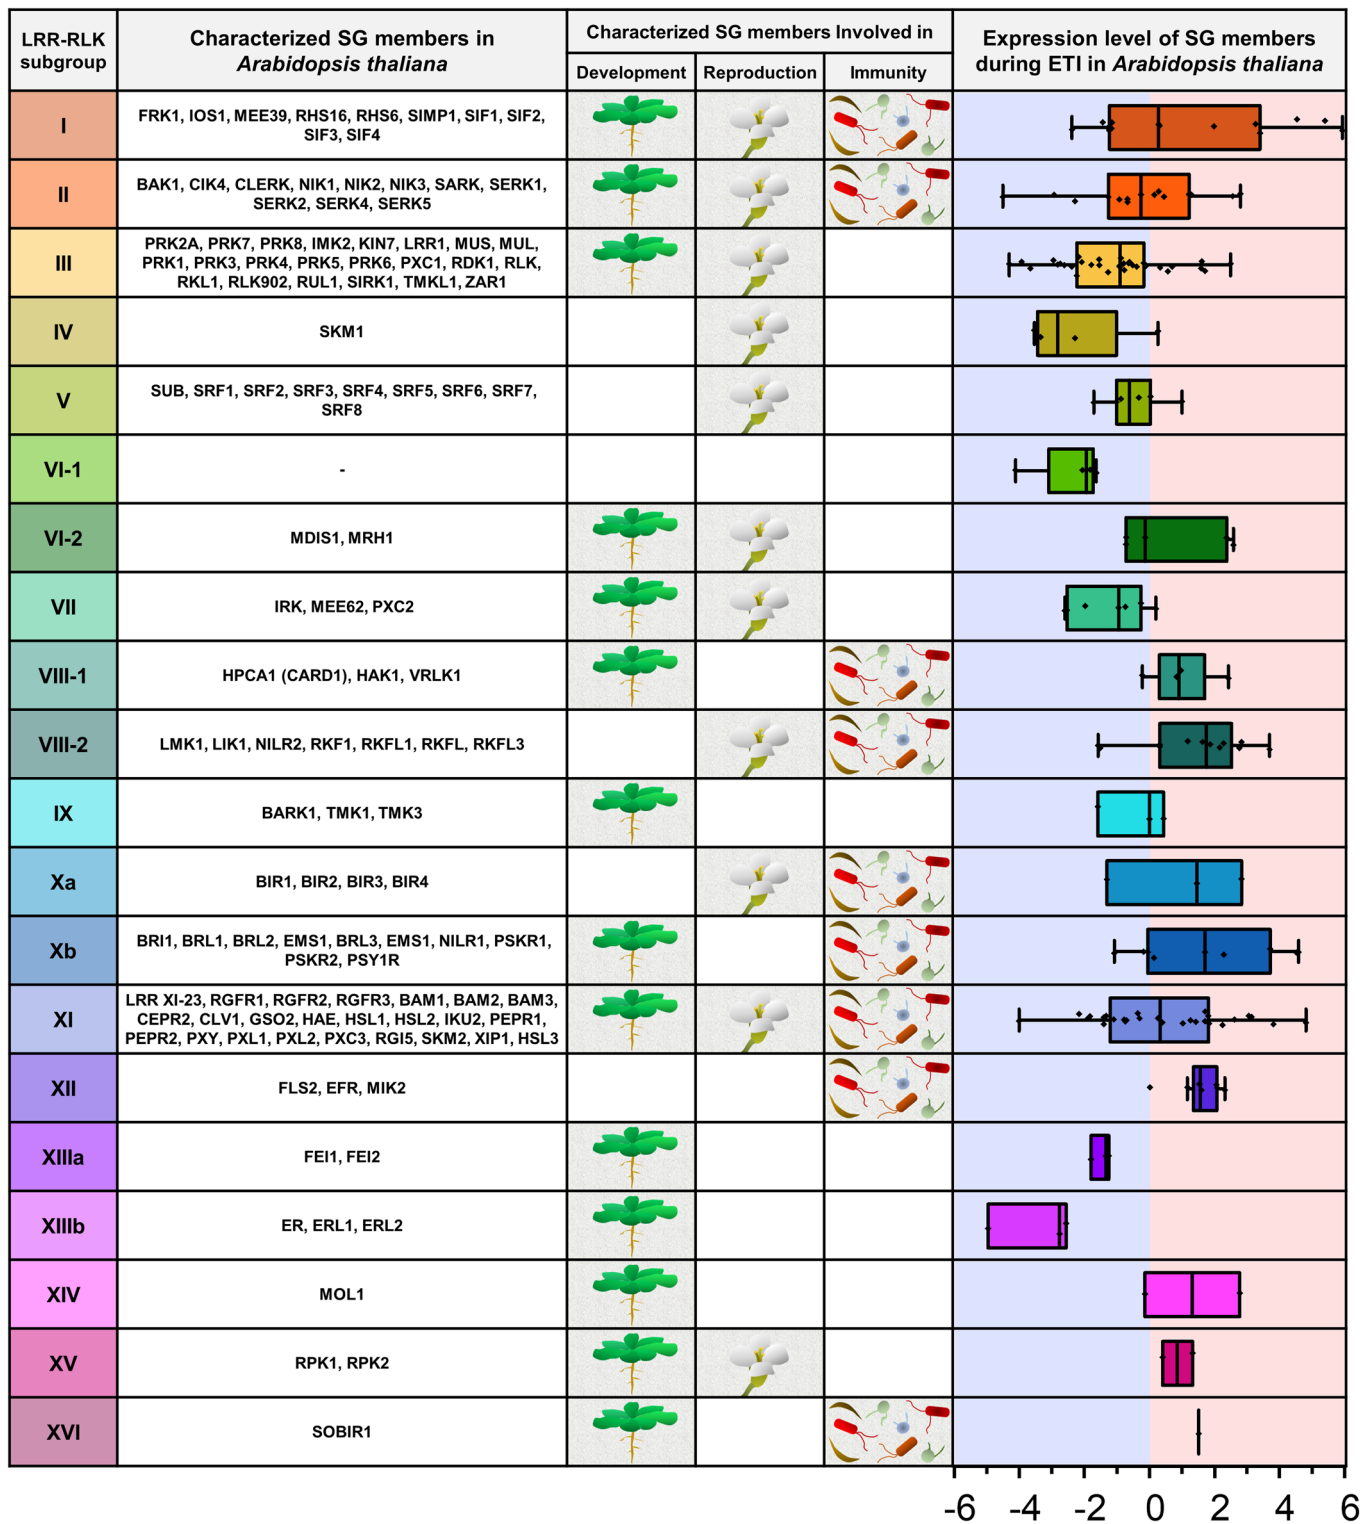 LRR-RLK
subgroup
Characterized SG members in
Arabidopsis thaliana
Characterized SG members Involved in
Development
Reproduction
Immunity
Expression level of SG members
during ETI in Arabidopsis thaliana
I
FRK1, IOS1, MEE39, RHS16, RHS6, SIMP1, SIF1, SIF2,
SIF3, SIF4
II
BAK1, CIK4, CLERK, NIK1, NIK2, NIK3, SARK, SERK1,
SERK2, SERK4, SERK5
III
PRK2A, PRK7, PRK8, IMK2, KIN7, LRR1, MUS, MUL,
PRK1, PRK3, PRK4, PRK5, PRK6, PXC1, RDK1, RLK,
RKL1, RLK902, RUL1, SIRK1, TMKL1, ZAR1
IV
SKM1
V
SUB, SRF1, SRF2, SRF3, SRF4, SRF5, SRF6, SRF7,
SRF8
VI-1
-
VI-2
MDIS1, MRH1
VII
IRK, MEE62, PXC2
VIII-1
HPCA1 (CARD1), HAK1, VRLK1
VIII-2
LMK1, LIK1, NILR2, RKF1, RKFL1, RKFL, RKFL3
IX
BARK1, TMK1, TMK3
Xa
BIR1, BIR2, BIR3, BIR4
Xb
BRI1, BRL1, BRL2, EMS1, BRL3, EMS1, NILR1, PSKR1,
PSKR2, PSY1R
XI
LRR XI-23, RGFR1, RGFR2, RGFR3, BAM1, BAM2, BAM3,
CEPR2, CLV1, GSO2, HAE, HSL1, HSL2, IKU2, PEPR1,
PEPR2, PXY, PXL1, PXL2, PXC3, RGI5, SKM2, XIP1, HSL3
XII
FLS2, EFR, MIK2
XIIIa
FEI1, FEI2
XIIIb
ER, ERL1, ERL2
XIV
MOL1
XV
RPK1, RPK2
XVI
SOBIR1
-6 -4 -2 0 2 4 6